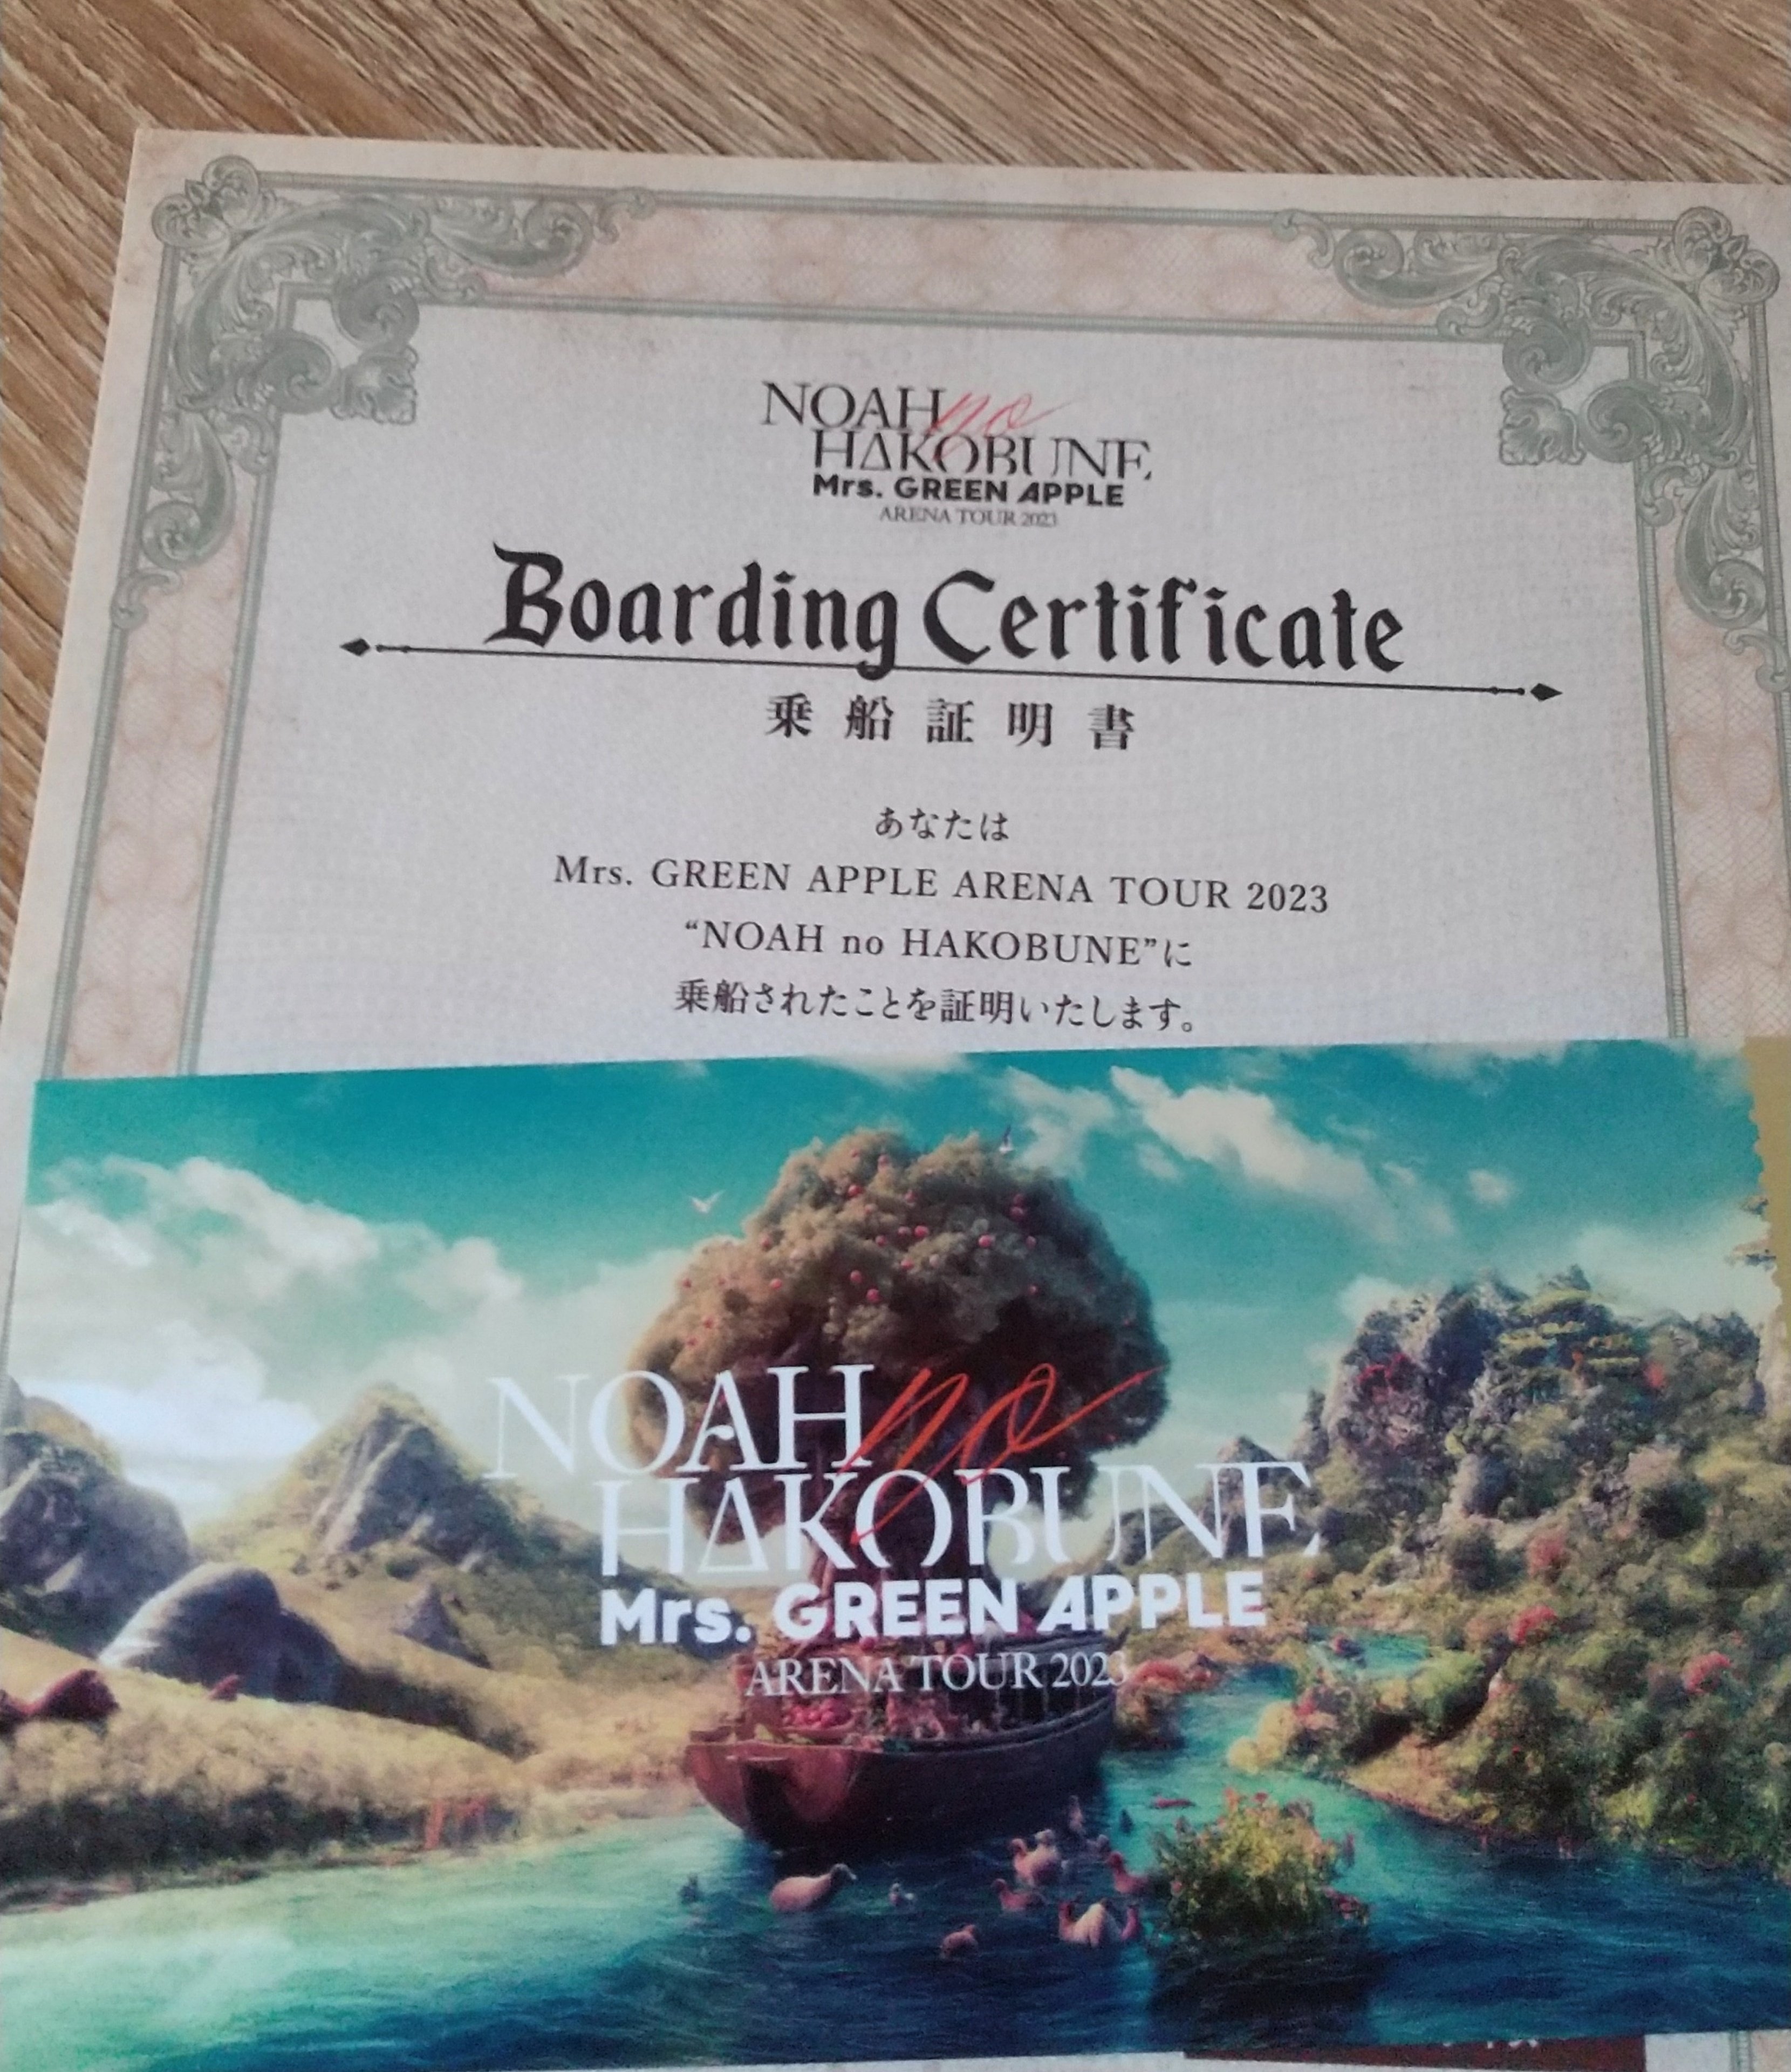 NOAH no
HAKOBUNE
Mrs. GREEN APPLE
ARENA TOUR 2023
Boarding Certificate
乗船証明書
あなたは
Mrs. GREEN APPLE ARENA TOUR 2023
“NOAH no HAKOBUNE”に
乗船されたことを証明いたします。
NOAH no
HAKOBUNE
Mrs. GREEN APPLE
ARENA TOUR 2023